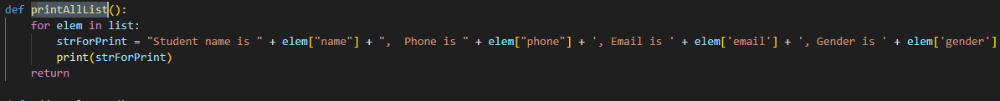 def printAllList():
    for elem in list:
        strForPrint = "Student name is " + elem["name"] + ",  Phone is " + elem["phone"] + ', Email is ' + elem['email'] + ', Gender is ' + elem['gender']
        print(strForPrint)
    return